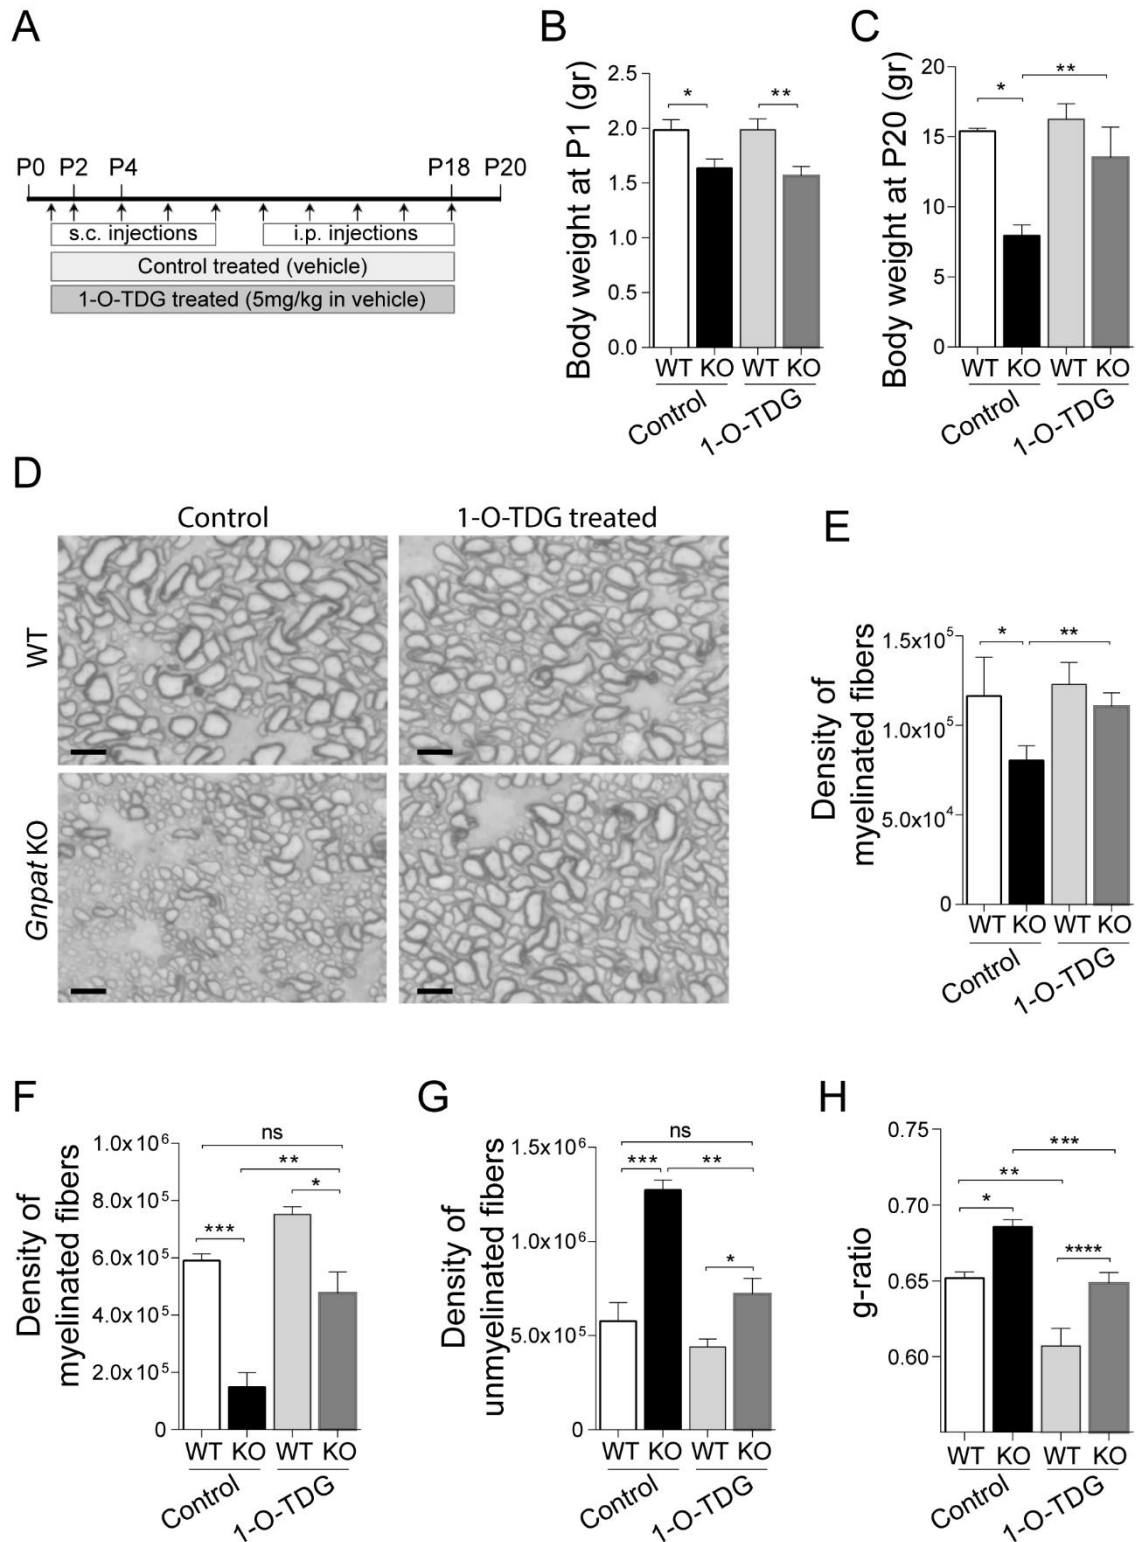 A
P0 P2 P4 P18 P20
s.c. injections i.p. injections
Control treated (vehicle)
1-O-TDG treated (5mg/kg in vehicle)
B
Body weight at P1 (gr)
2.5
2.0
1.5
1.0
0.5
0.0
* **
WT KO WT KO
Control 1-O-TDG
C
Body weight at P20 (gr)
20
15
10
5
0
**
*
WT KO WT KO
Control 1-O-TDG
D
Control 1-O-TDG treated
WT
Gnpat KO
E
Density of
myelinated fibers
1.5x10⁵
1.0x10⁵
5.0x10⁴
0
* **
WT KO WT KO
Control 1-O-TDG
F
Density of
myelinated fibers
1.0x10⁶
8.0x10⁵
6.0x10⁵
4.0x10⁵
2.0x10⁵
0
ns
**
*
***
WT KO WT KO
Control 1-O-TDG
G
Density of
unmyelinated fibers
1.5x10⁶
1.0x10⁶
5.0x10⁵
0
ns
*** **
*
WT KO WT KO
Control 1-O-TDG
H
g-ratio
0.75
0.70
0.65
0.60
***
**
*
****
WT KO WT KO
Control 1-O-TDG